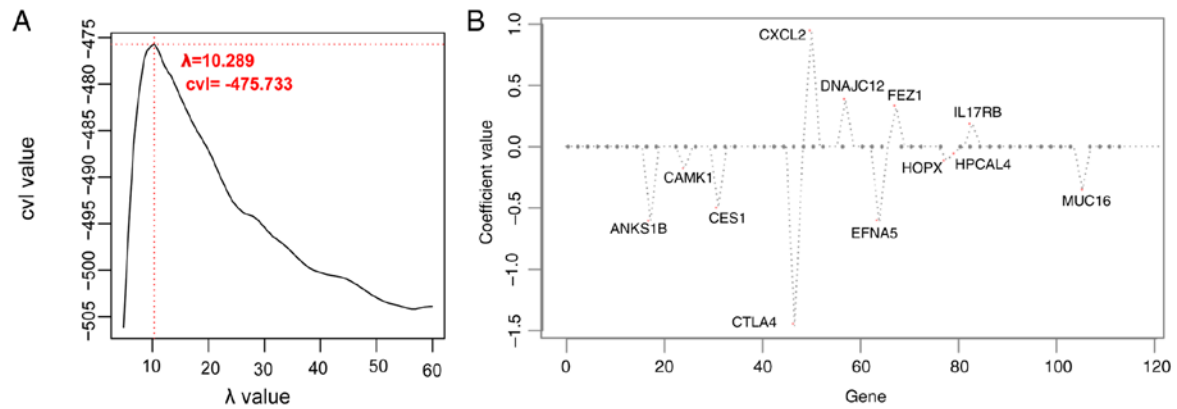 A
-475
-480
-485
-490
-495
-500
-505
cvl value
λ=10.289
cvl= -475.733
10 20 30 40 50 60
λ value
B
1.0
0.5
0.0
-0.5
-1.0
-1.5
Coefficient value
CXCL2
DNAJC12
FEZ1
IL17RB
CAMK1
HOPX
HPCAL4
ANKS1B
CES1
EFNA5
MUC16
CTLA4
0 20 40 60 80 100 120
Gene